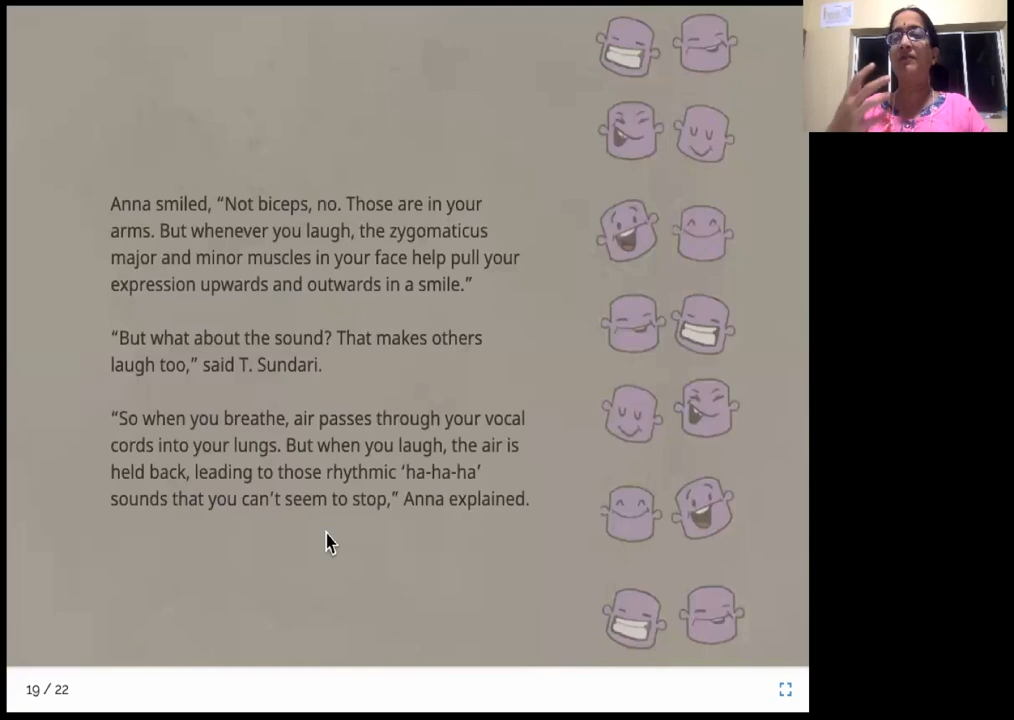 Anna smiled, “Not biceps, no. Those are in your
arms. But whenever you laugh, the zygomaticus
major and minor muscles in your face help pull your
expression upwards and outwards in a smile.”
“But what about the sound? That makes others
laugh too,” said T. Sundari.
“So when you breathe, air passes through your vocal
cords into your lungs. But when you laugh, the air is
held back, leading to those rhythmic ‘ha-ha-ha’
sounds that you can’t seem to stop,” Anna explained.
19 / 22